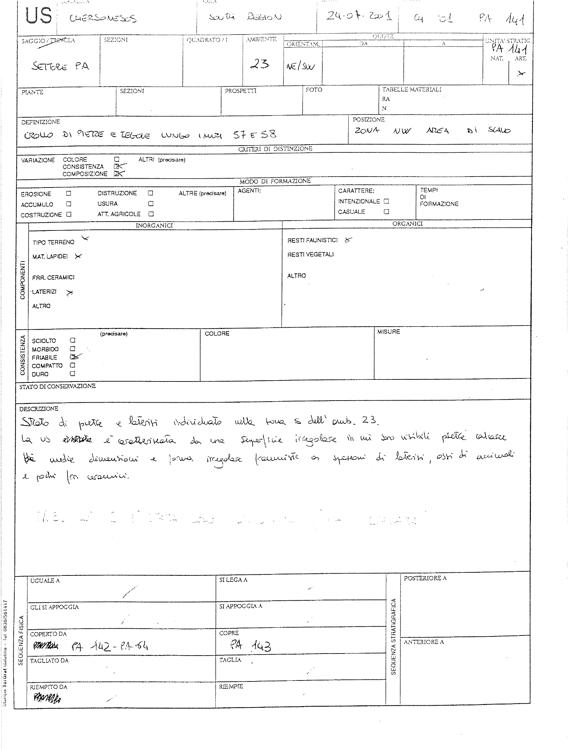 US CHERSONESOS SOUTH REGION 24-07-2001 CH '01 PA 141
SAGGIO/TRINCEA SEZIONI QUADRATO/I AMBIENTE QUOTE UNITA' STRATIG.
ORIENTAM. DA A PA 141
SETTORE PA 23 NE/SW NAT. ART.
PIANTE SEZIONI PROSPETTI FOTO TABELLE MATERIALI
RA
N
DEFINIZIONE POSIZIONE
CROLLO DI PIETRE E TEGOLE LUNGO I MURI 57 E 58 ZONA NW AREA DI SCAVO
CRITERI DI DISTINZIONE
VARIAZIONE COLORE ALTRI (precisare)
CONSISTENZA
COMPOSIZIONE
MODO DI FORMAZIONE
EROSIONE DISTRUZIONE ALTRE (precisare) AGENTI: CARATTERE: TEMPI
ACCUMULO USURA INTENZIONALE DI
COSTRUZIONE ATT. AGRICOLE CASUALE FORMAZIONE
INORGANICI ORGANICI
COMPONENTI
TIPO TERRENO RESTI FAUNISTICI
MAT. LAPIDEI RESTI VEGETALI
FRR. CERAMICI ALTRO
LATERIZI
ALTRO
CONSISTENZA
(precisare) COLORE MISURE
SCIOLTO
MORBIDO
FRIABILE
COMPATTO
DURO
STATO DI CONSERVAZIONE
DESCRIZIONE
Strato di pietre e laterizi individuato nella zona S dell'amb. 23.
La US è caratterizzata da una superficie irregolare in cui sono visibili pietre calcaree
di medie dimensioni e forma irregolare frammiste a spezzoni di laterizi, ossi di animali
e pochi frr ceramici.
SEQUENZA FISICA
UGUALE A SI LEGA A POSTERIORE A
GLI SI APPOGGIA SI APPOGGIA A
SEQUENZA STRATIGRAFICA
COPERTO DA COPRE ANTERIORE A
PA 142 - PA 64 PA 143
TAGLIATO DA TAGLIA
RIEMPITO DA RIEMPIE